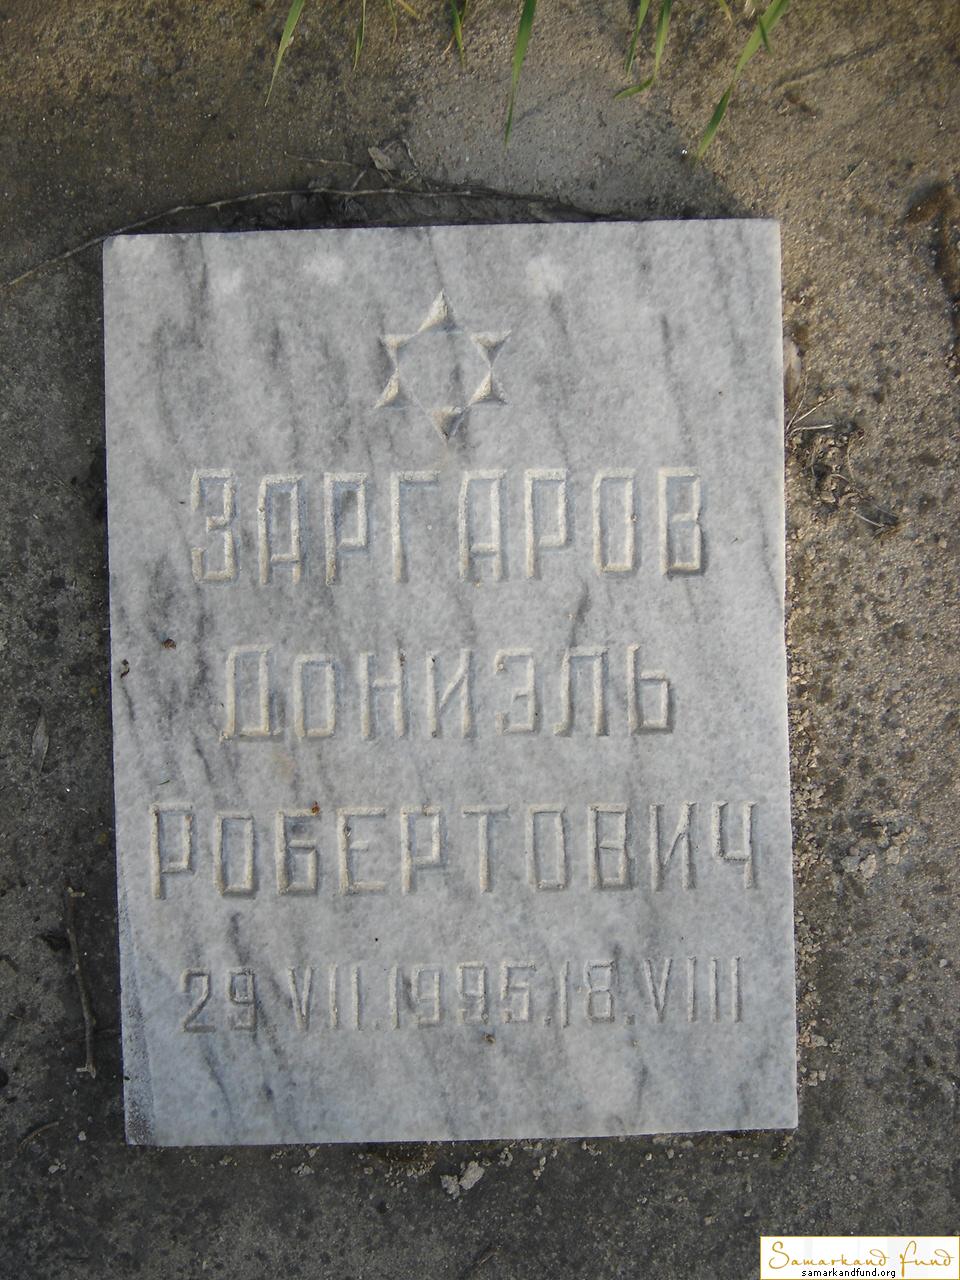 ЗАРГАРОВ
ДОНИЭЛЬ
РОБЕРТОВИЧ
29.VII.1995.18.VIII
Samarkand fund
samarkandfund.org